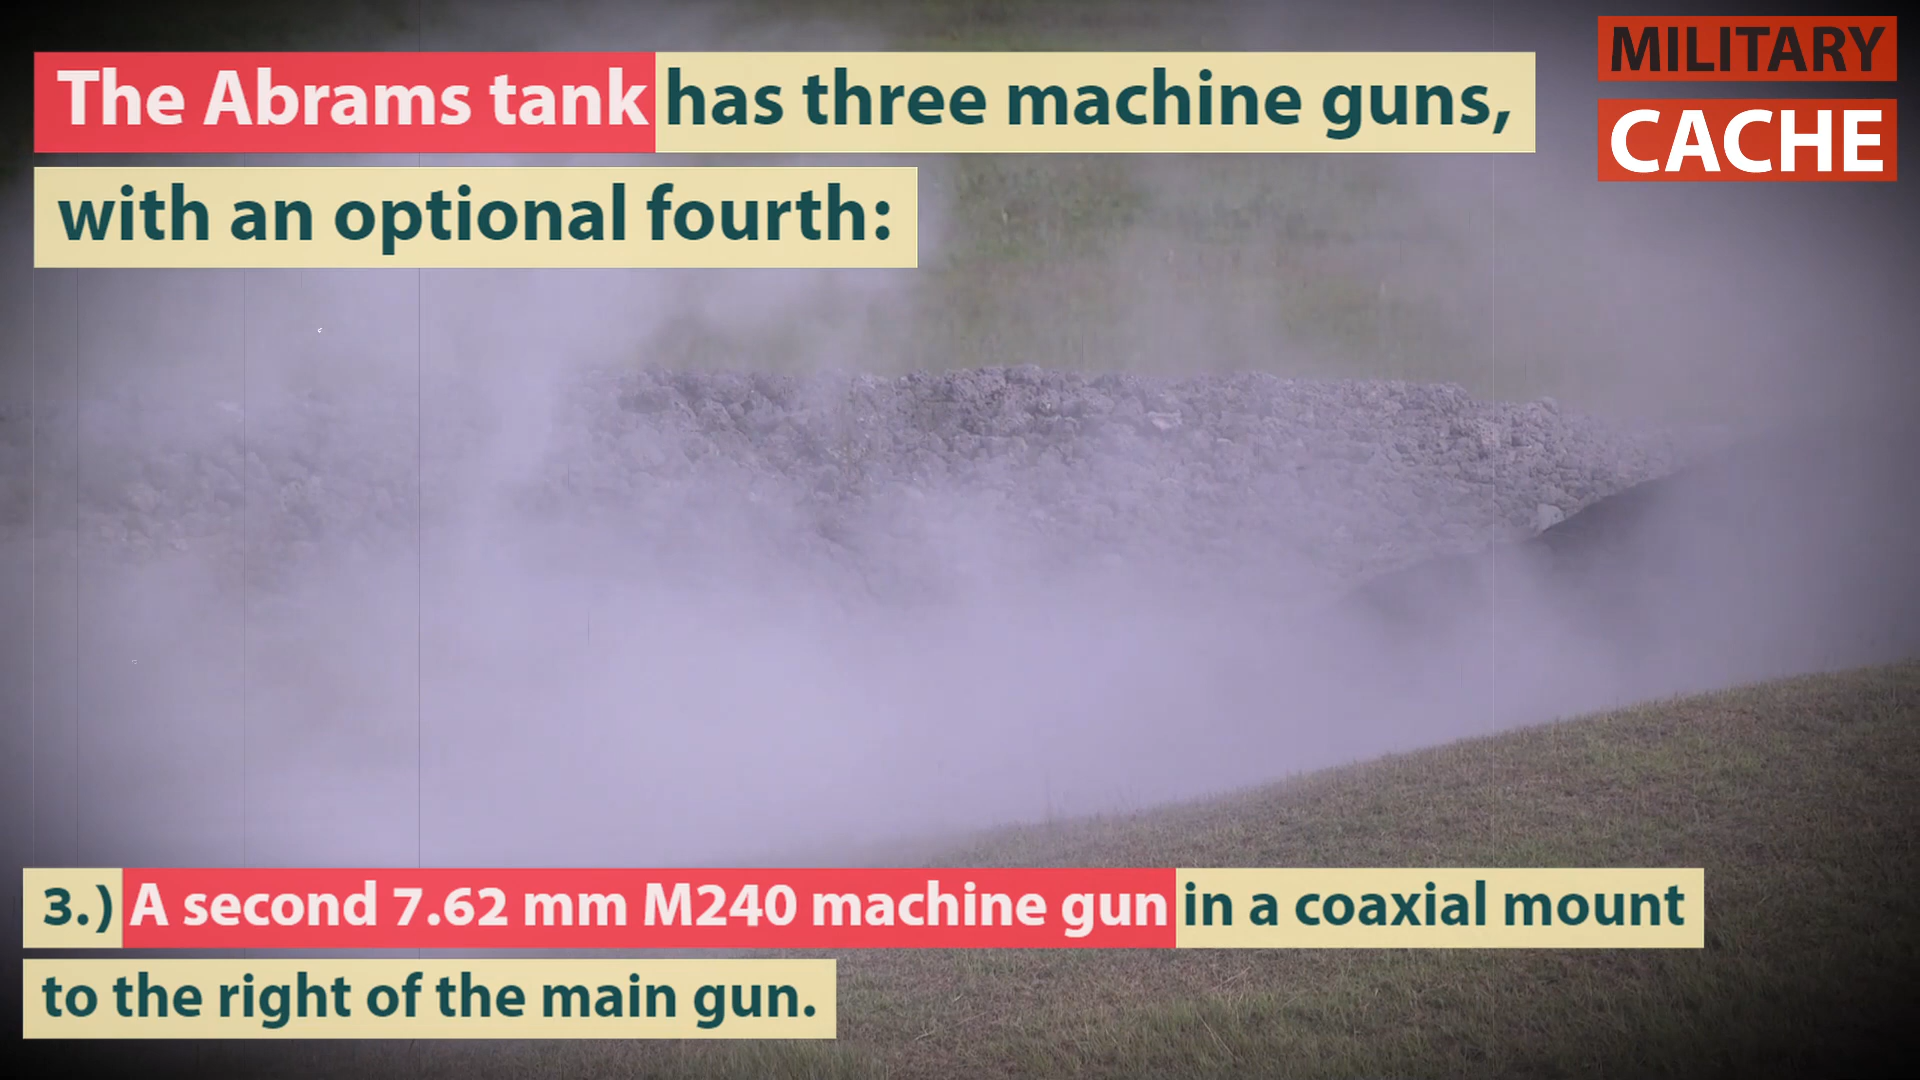 The Abrams tank has three machine guns,
with an optional fourth:
MILITARY
CACHE
3.) A second 7.62 mm M240 machine gun in a coaxial mount
to the right of the main gun.